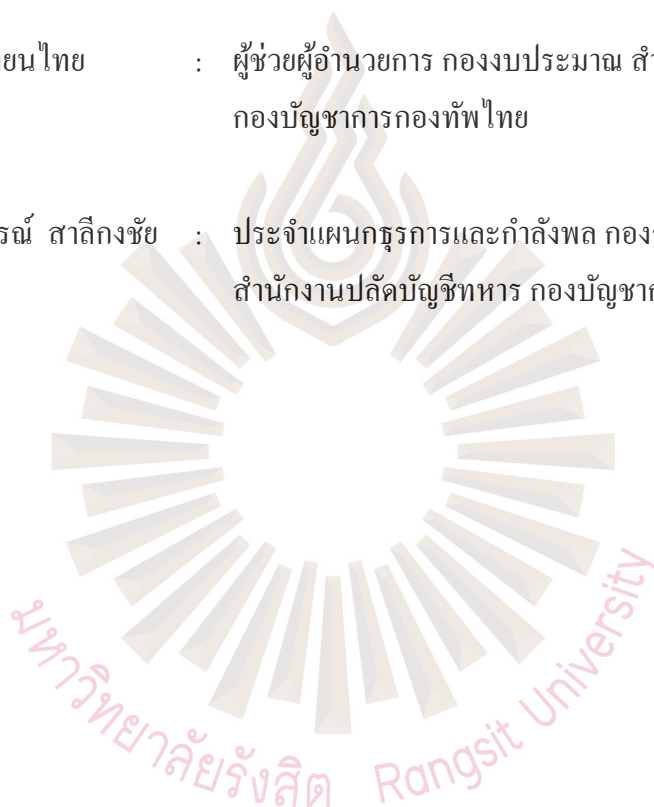 ยนไทย : ผู้ช่วยผู้อำนวยการ กองงบประมาณ
กองบัญชาการกองทัพไทย
รณ์ สาลีกงชัย : ประจำแผนกธุรการและกำลังพล กอง
สำนักงานปลัดบัญชีทหาร กองบัญชาก
มหาวิทยาลัยรังสิต Rangsit University